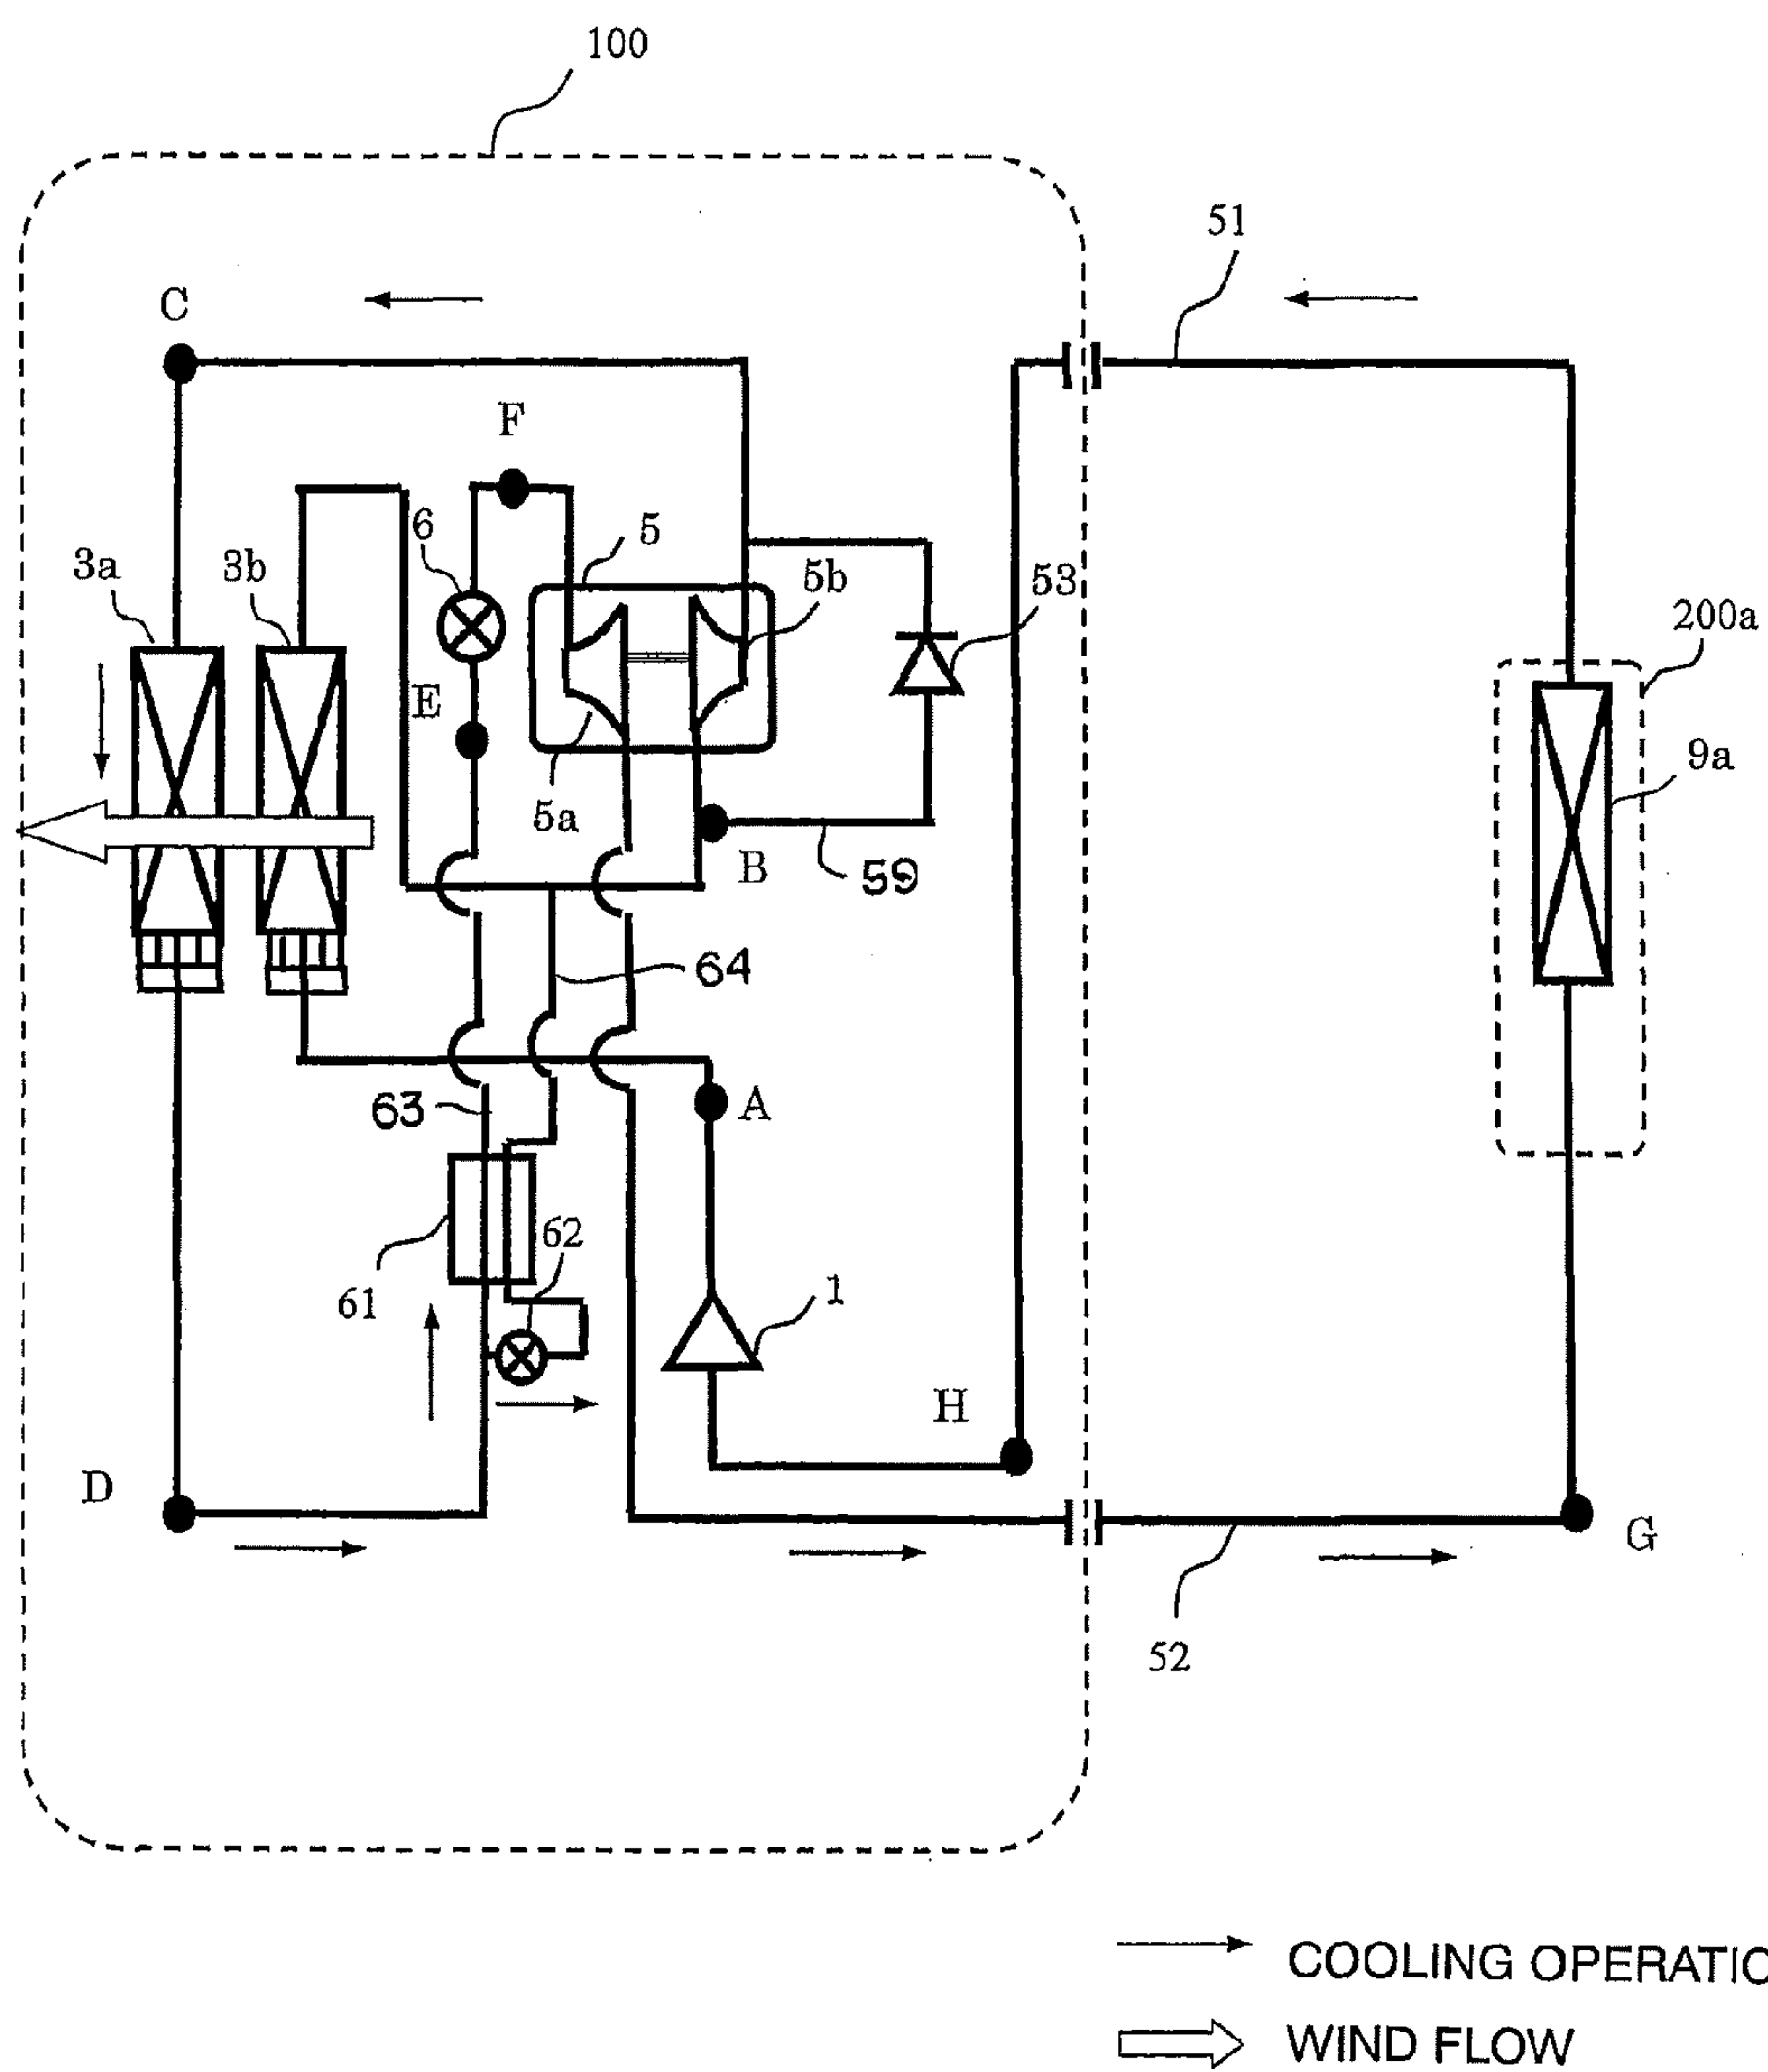 100
51
C
F
6
5
3a
3b
5b
53
200a
E
9a
5a
B
59
64
63
A
62
61
1
H
D
G
52
COOLING OPERATIO
WIND FLOW